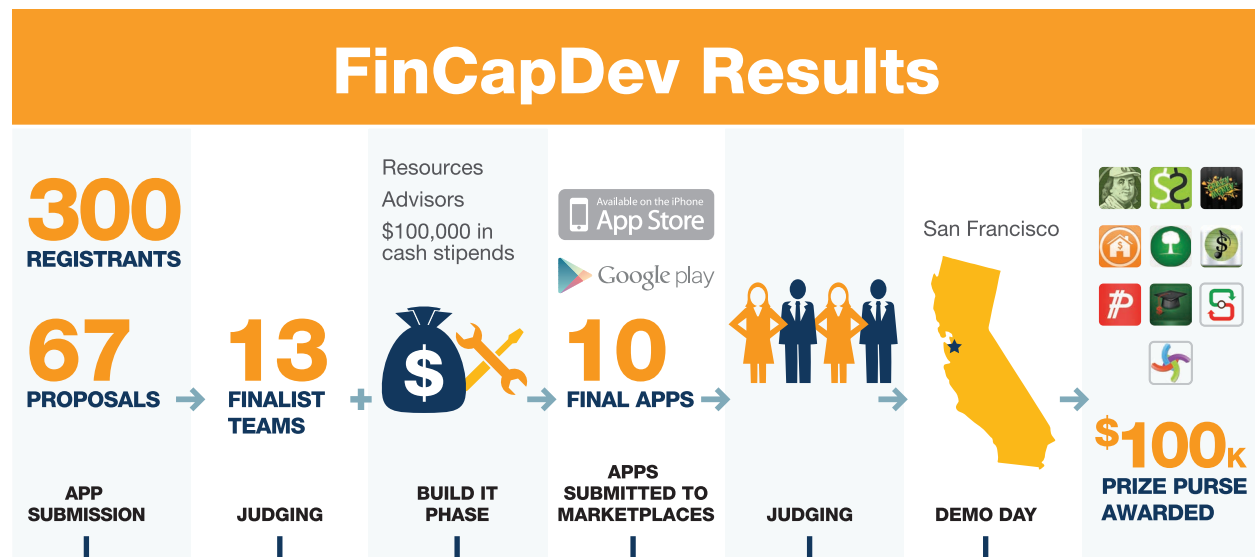 FinCapDev Results
300
REGISTRANTS
67
PROPOSALS
APP
SUBMISSION
13
FINALIST
TEAMS
JUDGING
Resources
Advisors
$100,000 in
cash stipends
$
BUILD IT
PHASE
Available on the iPhone
App Store
Google play
10
FINAL APPS
APPS
SUBMITTED TO
MARKETPLACES
JUDGING
San Francisco
DEMO DAY
$100K
PRIZE PURSE
AWARDED